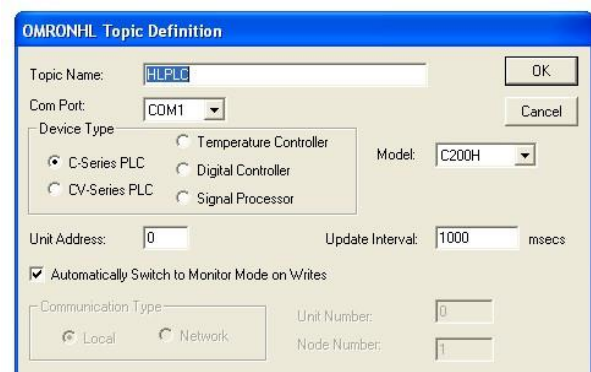 OMRONHL Topic Definition
Topic Name: HLPLC
OK
Com Port: COM1
Cancel
Device Type
C-Series PLC
CV-Series PLC
Temperature Controller
Digital Controller
Signal Processor
Model: C200H
Unit Address: 0
Update Interval: 1000 msecs
Automatically Switch to Monitor Mode on Writes
Communication Type
Local
Network
Unit Number: 0
Node Number: 1